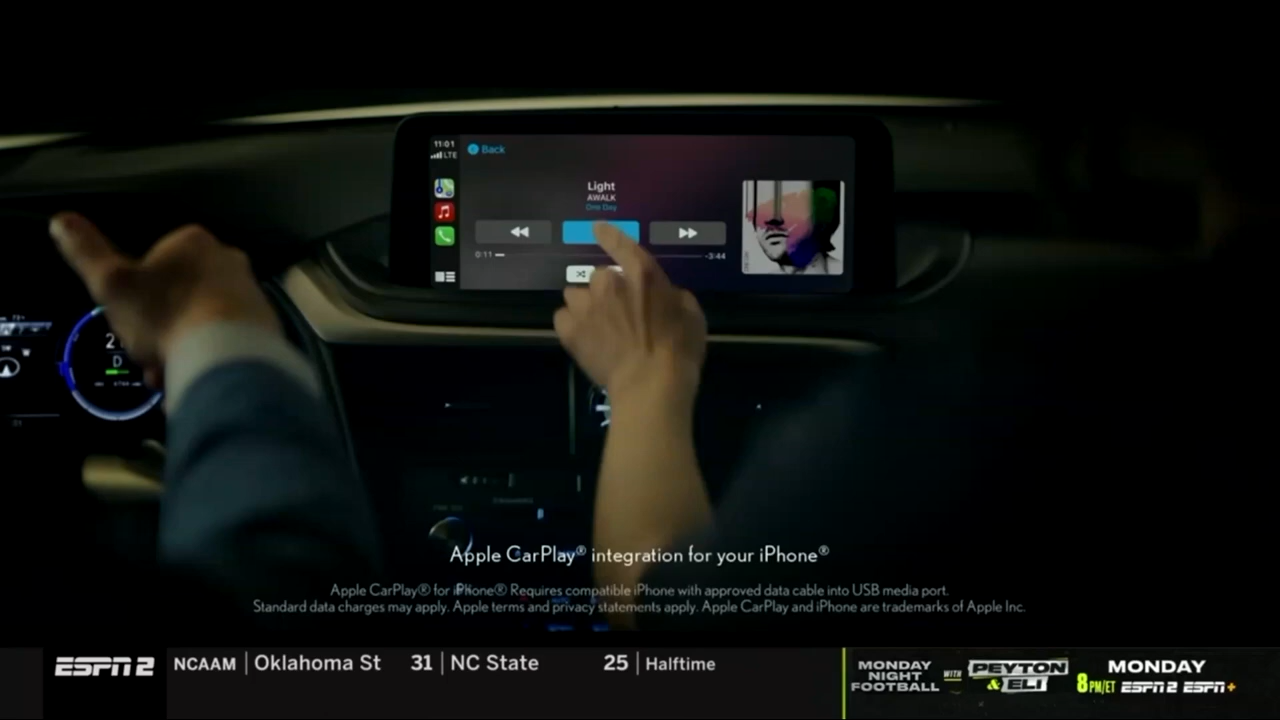 11:01
LTE
Back
Light
AWALK
One Day
0:11
-3:44
D
Apple CarPlay® integration for your iPhone®
Apple CarPlay® for iPhone® Requires compatible iPhone with approved data cable into USB media port.
Standard data charges may apply. Apple terms and privacy statements apply. Apple CarPlay and iPhone are trademarks of Apple Inc.
ESPN2 NCAAM Oklahoma St 31 NC State 25 Halftime
MONDAY NIGHT FOOTBALL WITH PEYTON & ELI
MONDAY
8PM/ET ESPN2 ESPN+